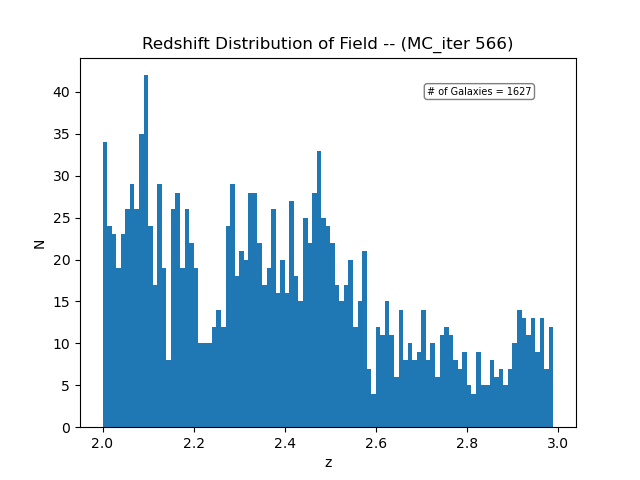 Redshift Distribution of Field -- (MC_iter 566)
# of Galaxies = 1627
N
40
35
30
25
20
15
10
5
0
2.0 2.2 2.4 2.6 2.8 3.0
z